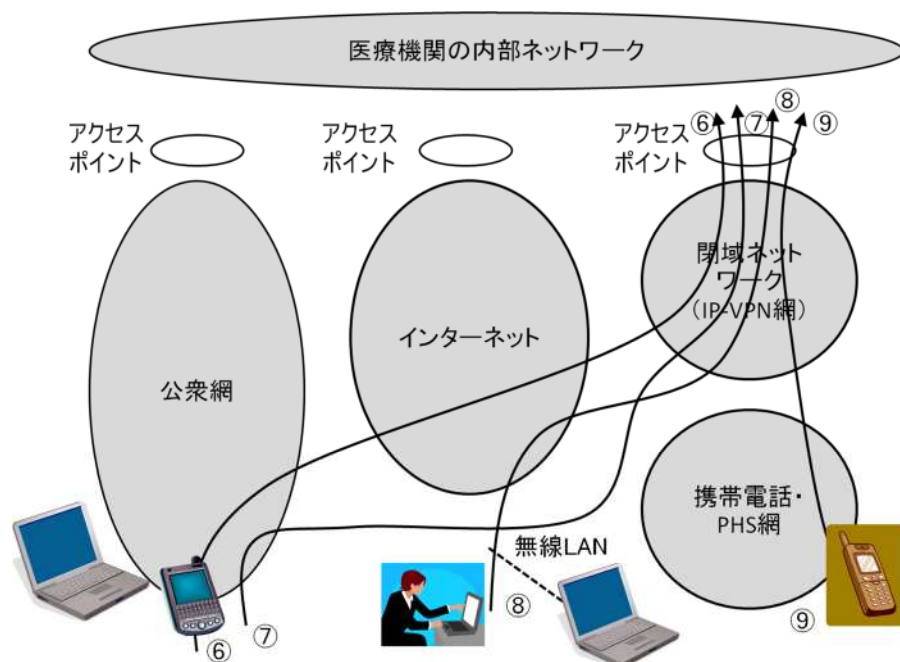 医療機関の内部ネットワーク
アクセス
ポイント
アクセス
ポイント
アクセス
ポイント
⑥
⑦
⑧
⑨
閉域ネット
ワーク
(IP-VPN網)
インターネット
公衆網
携帯電話・
PHS網
無線LAN
⑥
⑦
⑧
⑨